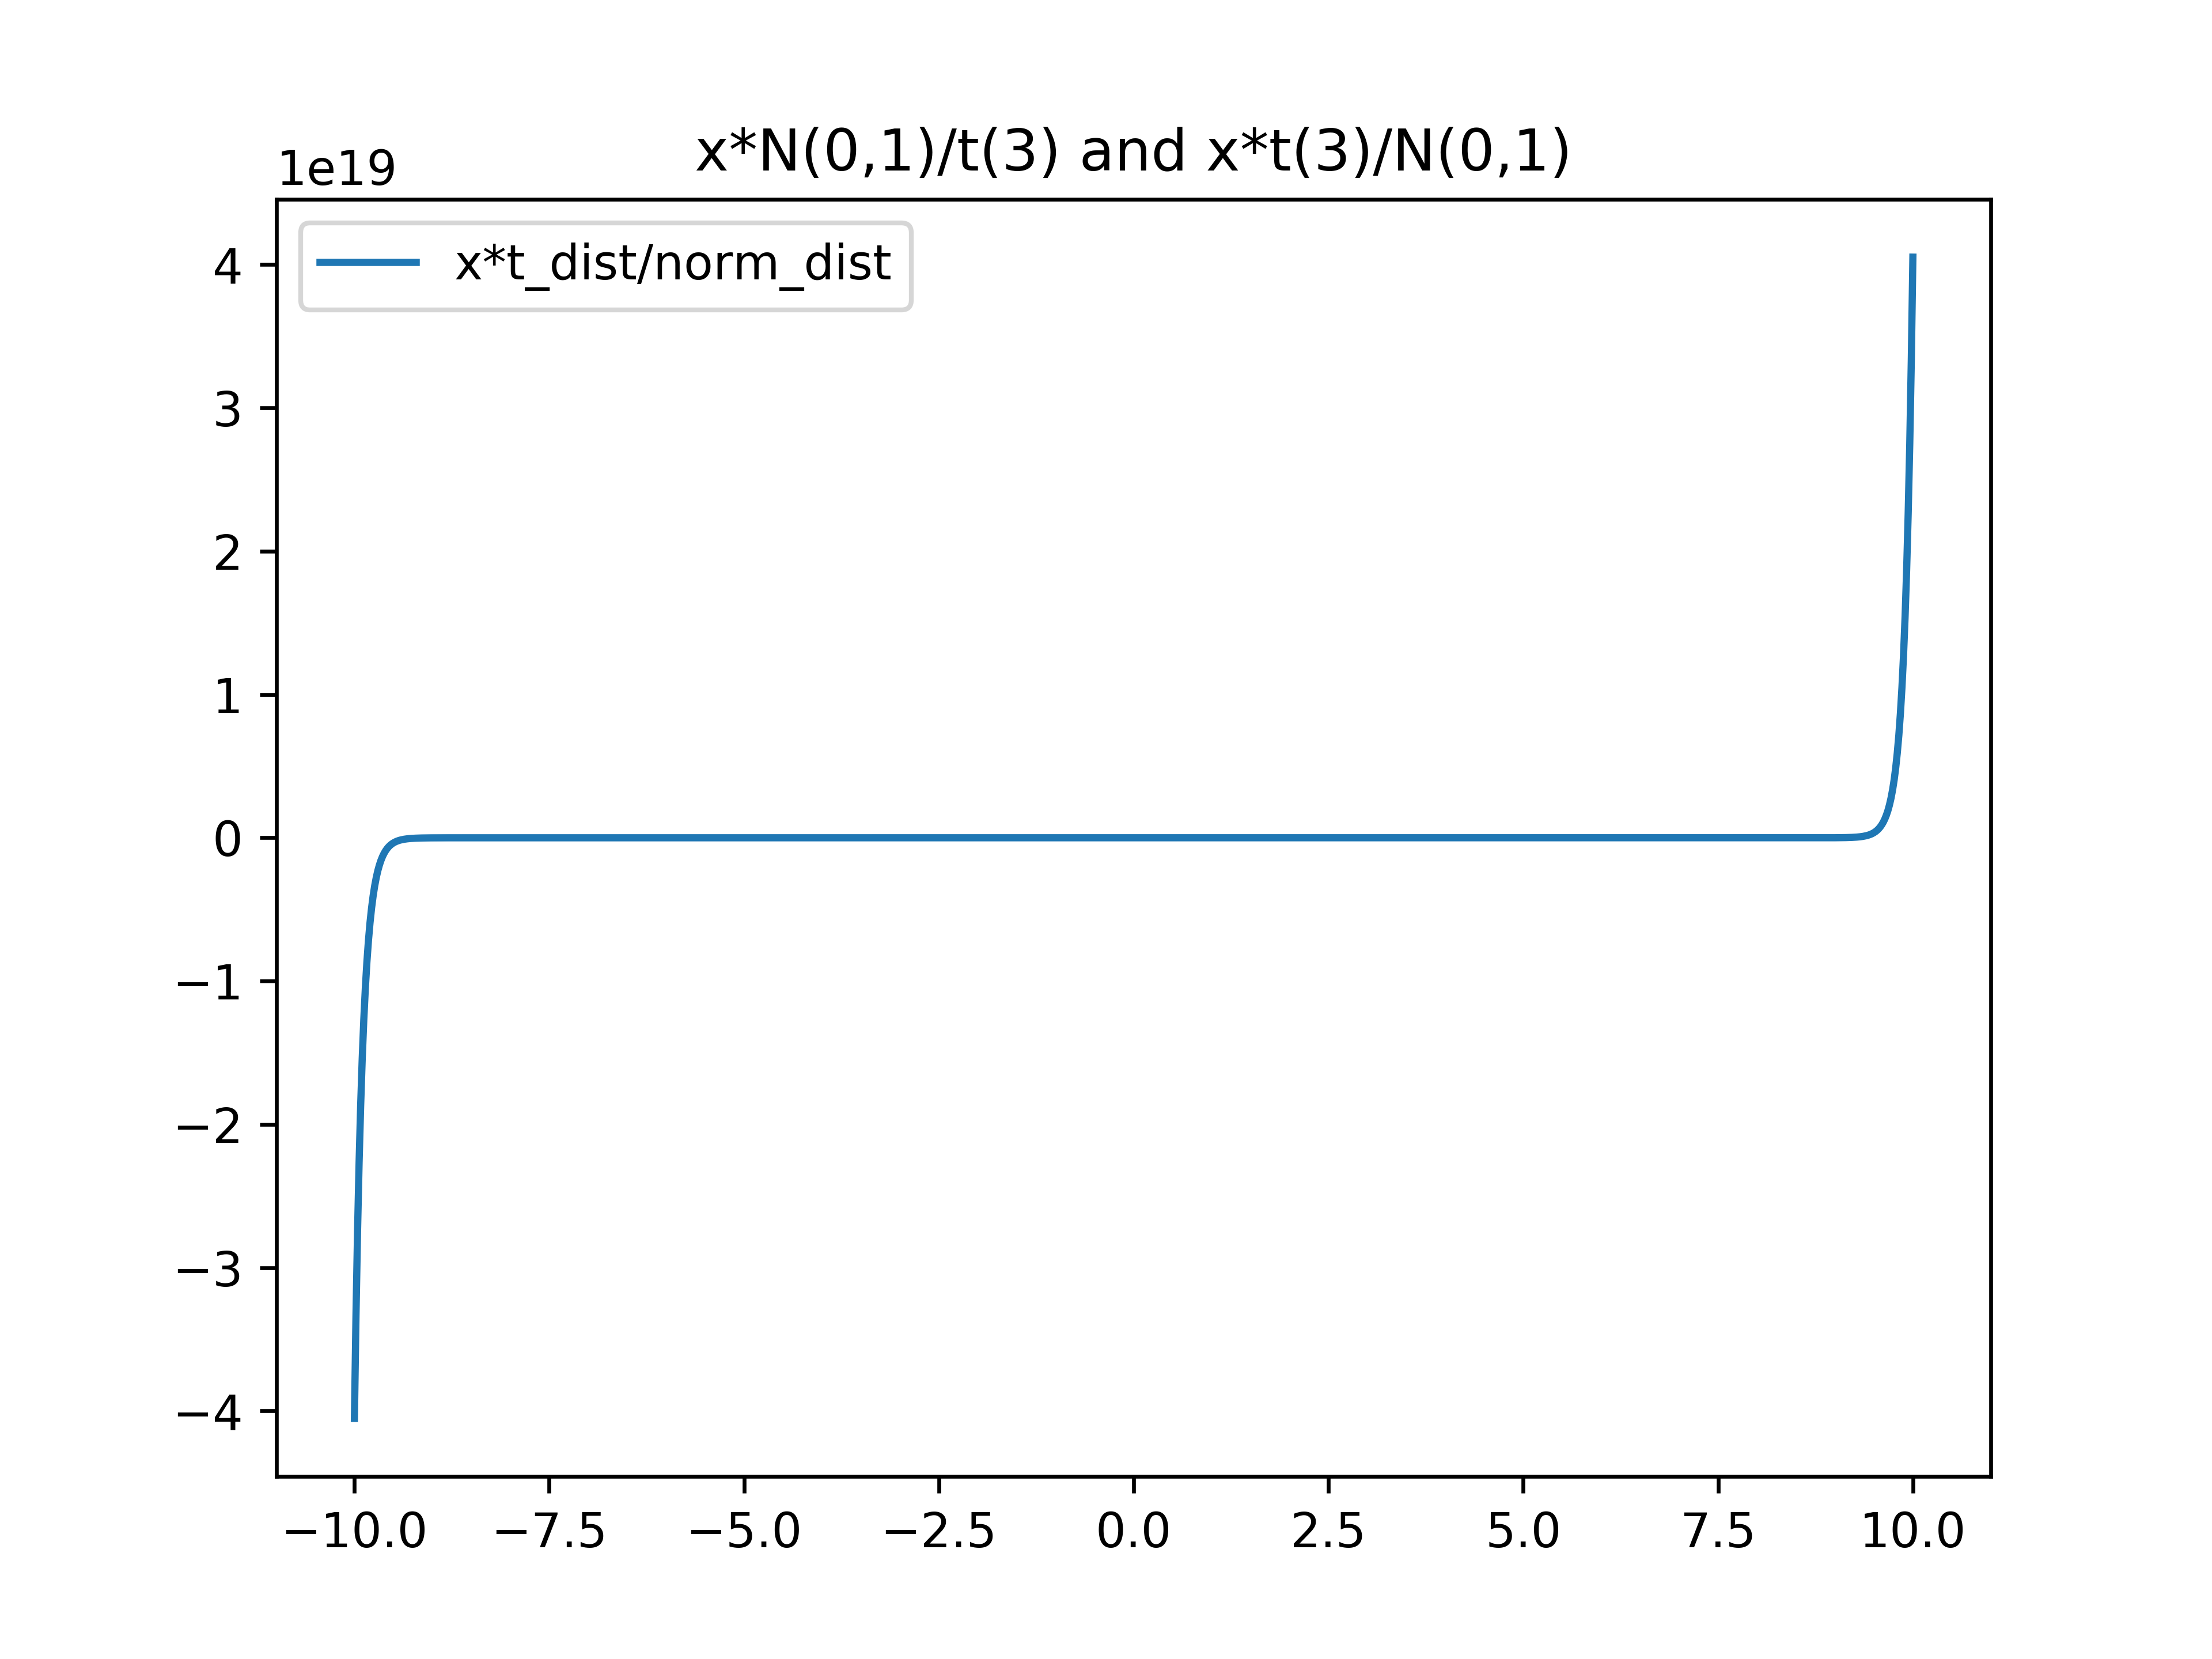 x*N(0,1)/t(3) and x*t(3)/N(0,1)
1e19
x*t_dist/norm_dist
4
3
2
1
0
−1
−2
−3
−4
−10.0 −7.5 −5.0 −2.5 0.0 2.5 5.0 7.5 10.0